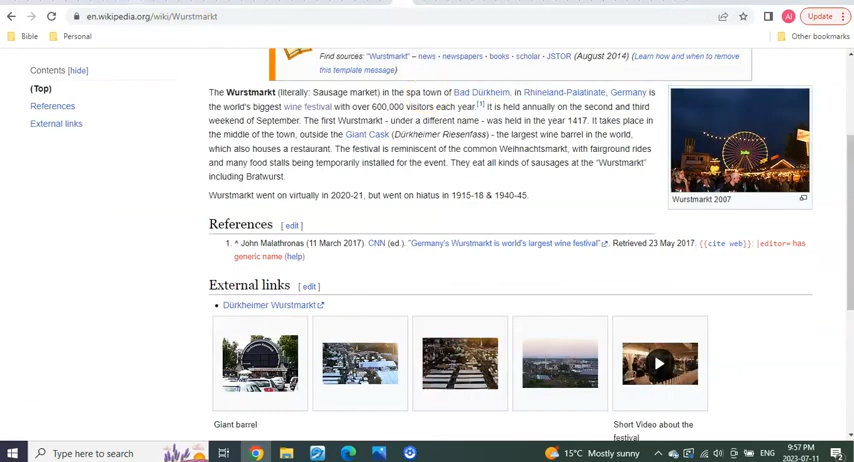 en.wikipedia.org/wiki/Wurstmarkt
AI
Update
Bible
Personal
Other bookmarks
Find sources: "Wurstmarkt" – news · newspapers · books · scholar · JSTOR (August 2014) (Learn how and when to remove
this template message)
Contents [hide]
(Top)
References
External links
The Wurstmarkt (literally: Sausage market) in the spa town of Bad Dürkheim, in Rhineland-Palatinate, Germany is
the world's biggest wine festival with over 600,000 visitors each year.[1] It is held annually on the second and third
weekend of September. The first Wurstmarkt - under a different name - was held in the year 1417. It takes place
in the middle of the town, outside the Giant Cask (Dürkheimer Riesenfass) - the largest wine barrel in the world,
which also houses a restaurant. The festival is reminiscent of the common Weihnachtsmarkt, with fairground rides
and many food stalls being temporarily installed for the event. They eat all kinds of sausages at the "Wurstmarkt"
including Bratwurst.
Wurstmarkt 2007
Wurstmarkt went on virtually in 2020-21, but went on hiatus in 1915-18 & 1940-45.
References [ edit ]
1. ^ John Malathronas (11 March 2017). CNN (ed.). "Germany's Wurstmarkt is world's largest wine festival". Retrieved 23 May 2017. {{cite web}}: |editor= has
generic name (help)
External links [ edit ]
• Dürkheimer Wurstmarkt
Giant barrel
Short Video about the
festival
Type here to search
15°C Mostly sunny
ENG
9:57 PM
2023-07-11
2